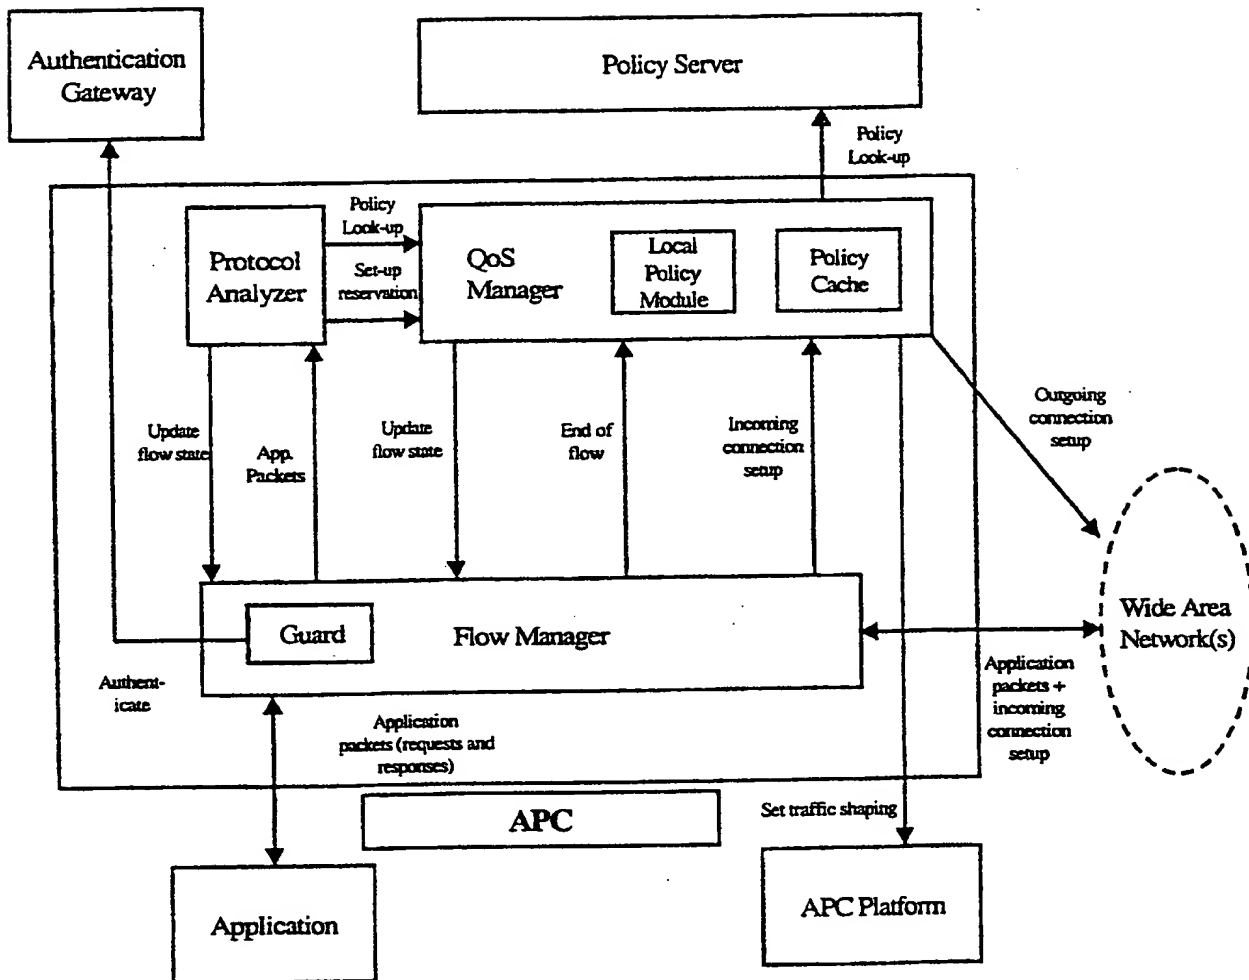 Authentication
Gateway
Policy Server
Policy
Look-up
Policy
Look-up
Set-up
reservation
Protocol
Analyzer
QoS
Manager
Local
Policy
Module
Policy
Cache
Update
flow state
App.
Packets
Update
flow state
End of
flow
Incoming
connection
setup
Outgoing
connection
setup
Guard
Flow Manager
Wide Area
Network(s)
Authent-
icate
Application
packets (requests and
responses)
Application
packets +
incoming
connection
setup
APC
Set traffic shaping
Application
APC Platform